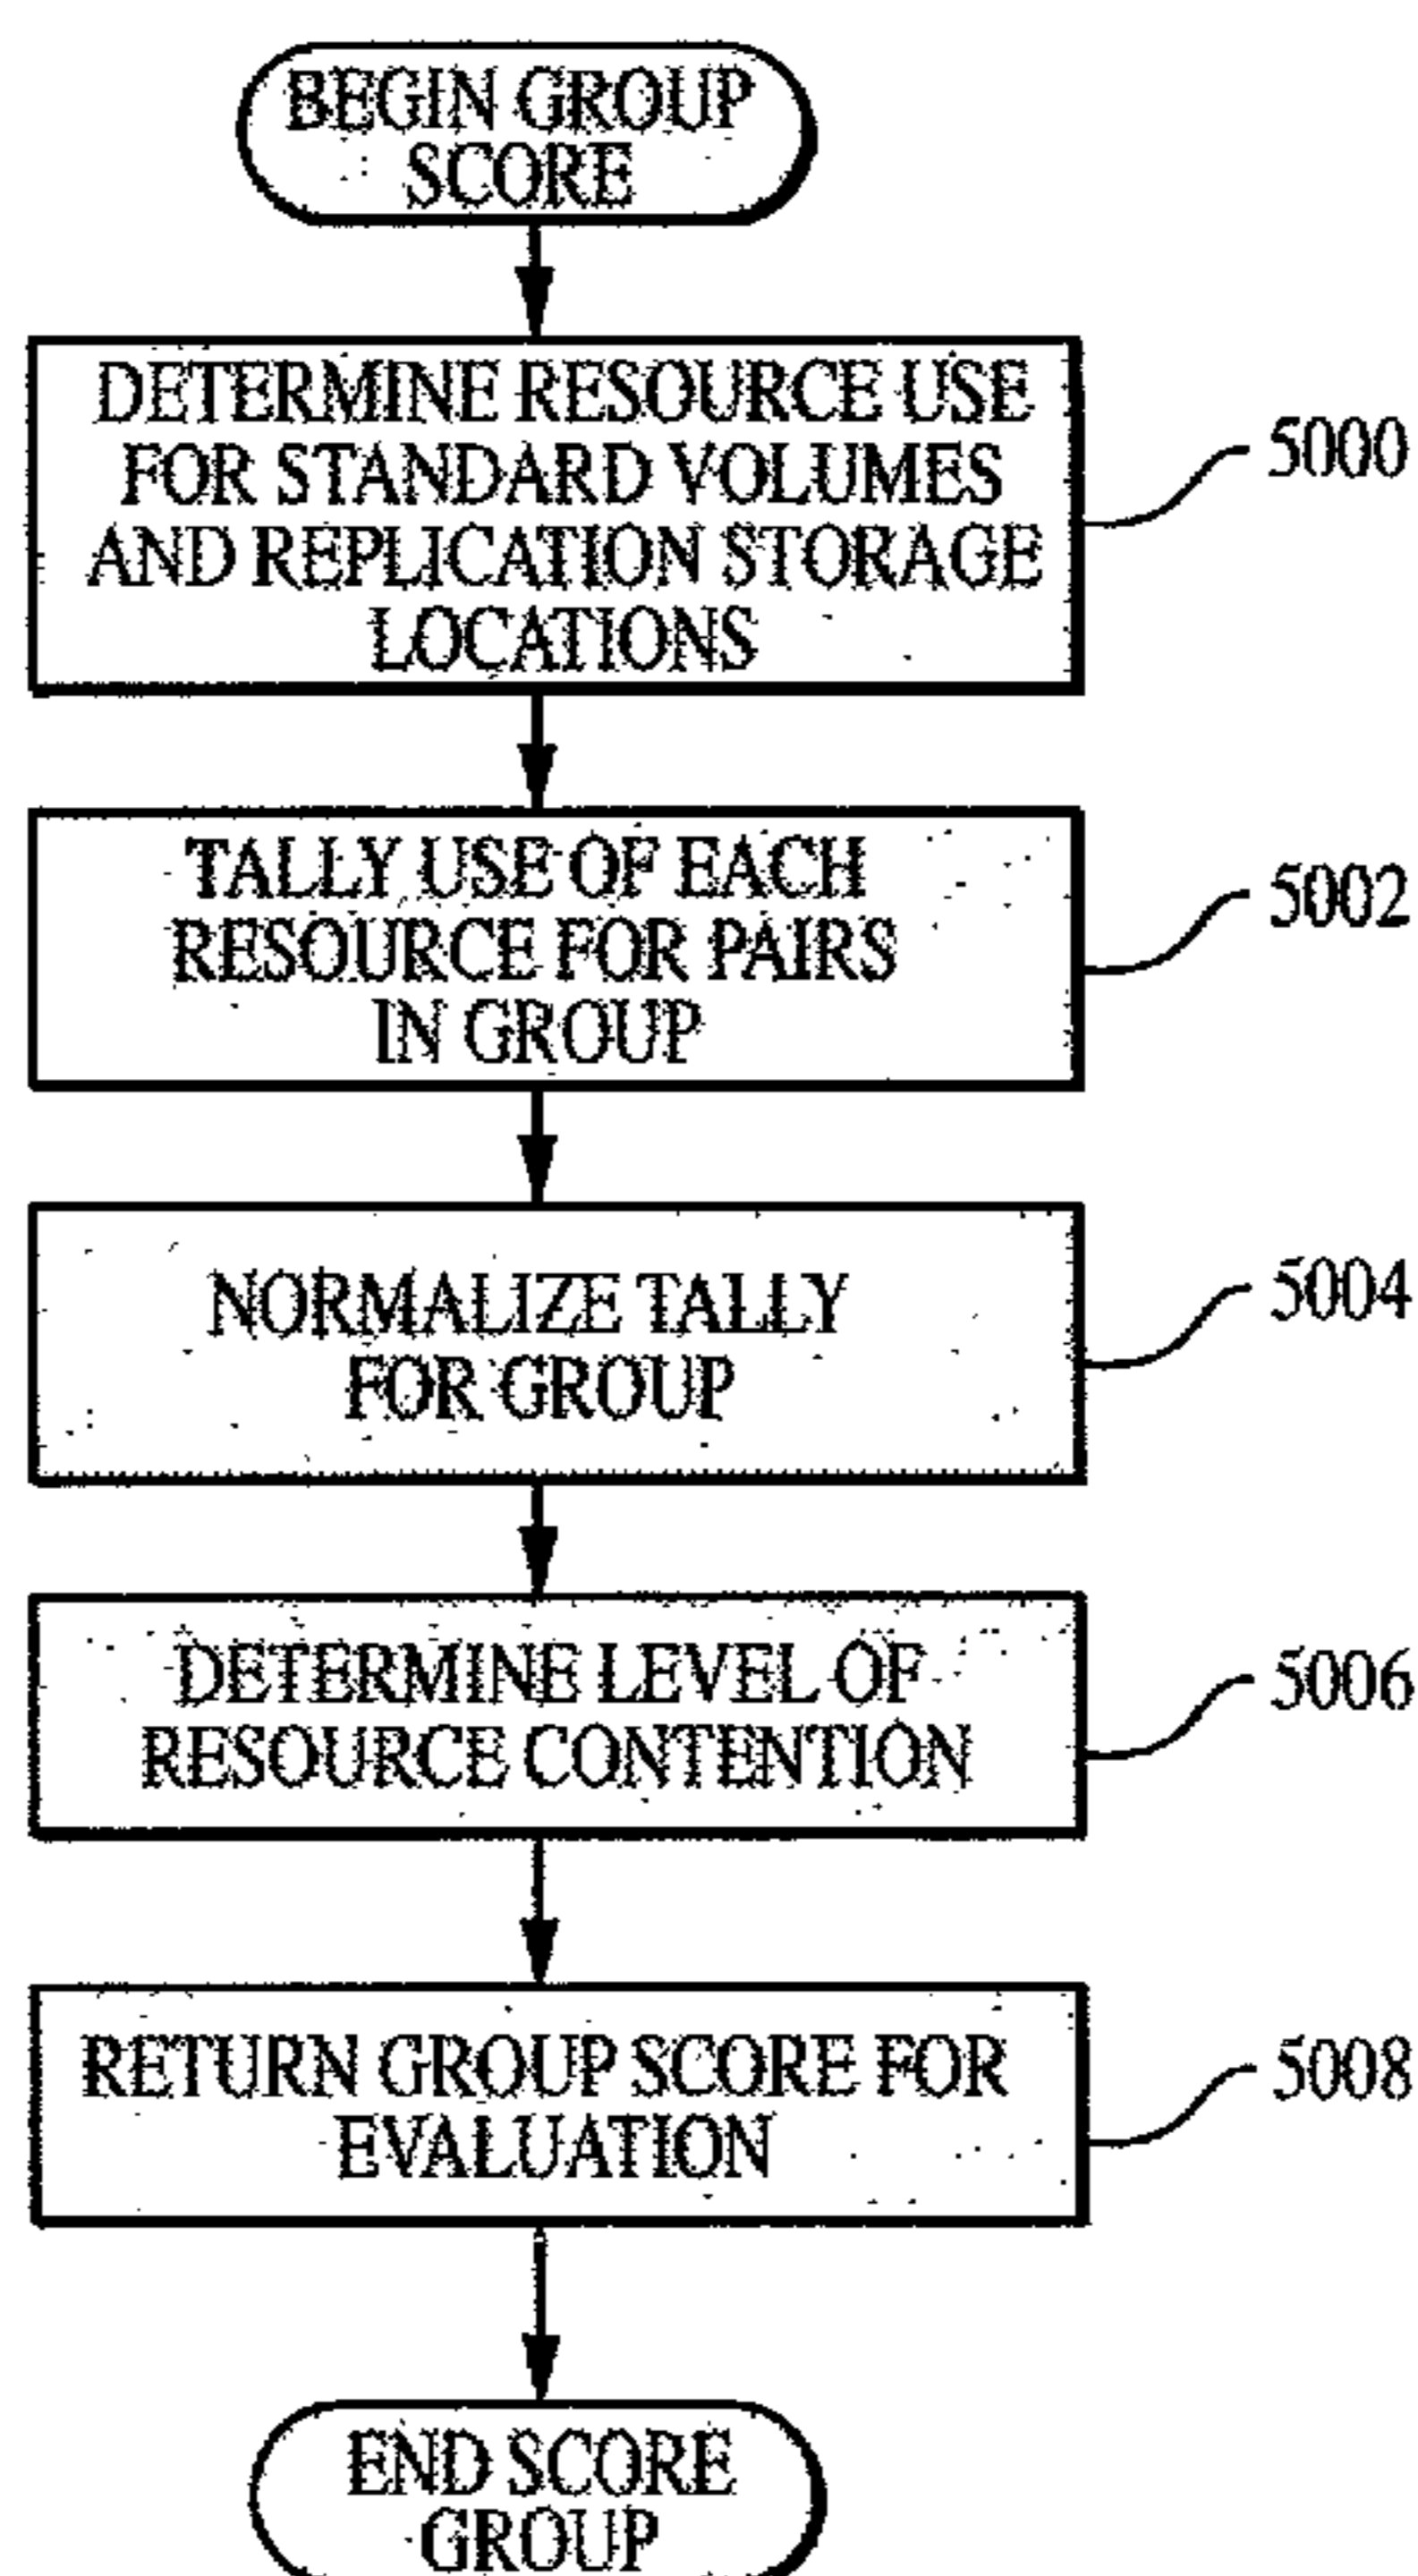 BEGIN GROUP
SCORE
DETERMINE RESOURCE USE
FOR STANDARD VOLUMES
AND REPLICATION STORAGE
LOCATIONS
5000
TALLY USE OF EACH
RESOURCE FOR PAIRS
IN GROUP
5002
NORMALIZE TALLY
FOR GROUP
5004
DETERMINE LEVEL OF
RESOURCE CONTENTION
5006
RETURN GROUP SCORE FOR
EVALUATION
5008
END SCORE
GROUP